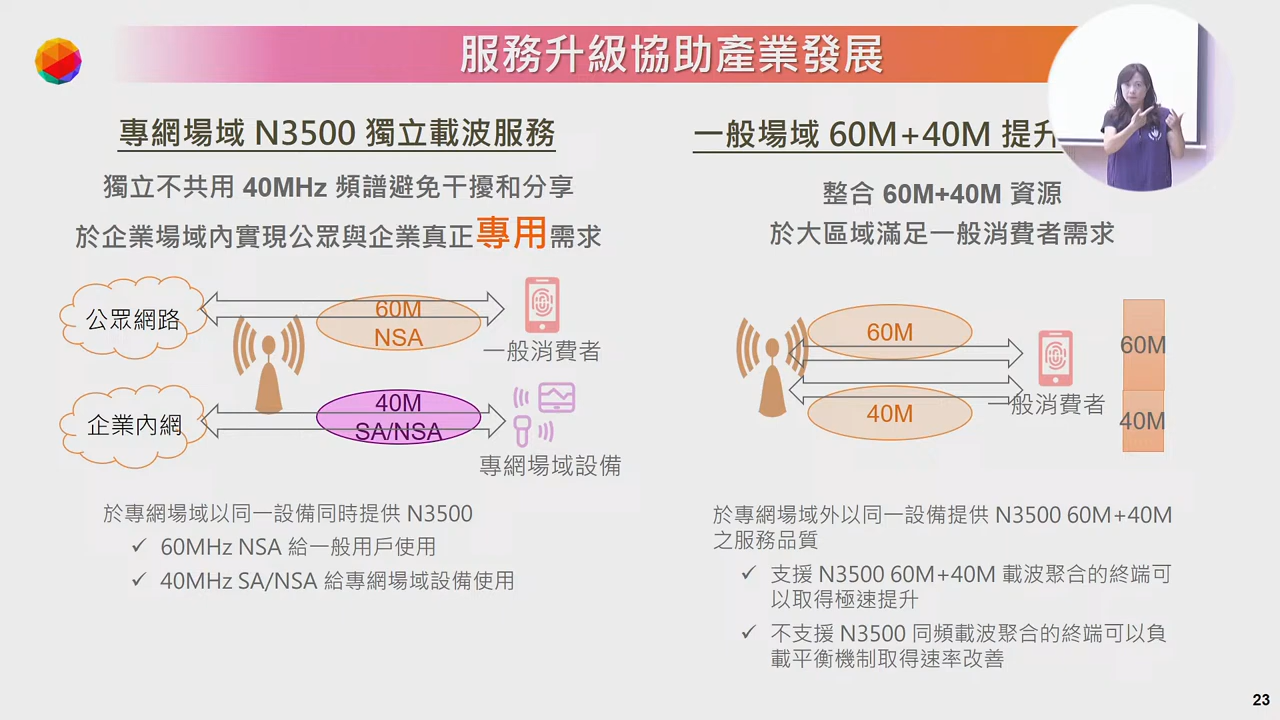 服務升級協助產業發展
專網場域 N3500 獨立載波服務
獨立不共用 40MHz 頻譜避免干擾和分享
於企業場域內實現公眾與企業真正專用需求
公眾網路
60M
NSA
一般消費者
企業內網
40M
SA/NSA
專網場域設備
於專網場域以同一設備同時提供 N3500
✓ 60MHz NSA 給一般用戶使用
✓ 40MHz SA/NSA 給專網場域設備使用
一般場域 60M+40M 提升
整合 60M+40M 資源
於大區域滿足一般消費者需求
60M
40M
一般消費者
60M
40M
於專網場域外以同一設備提供 N3500 60M+40M
之服務品質
✓ 支援 N3500 60M+40M 載波聚合的終端可
以取得極速提升
✓ 不支援 N3500 同頻載波聚合的終端可以負
載平衡機制取得速率改善
23